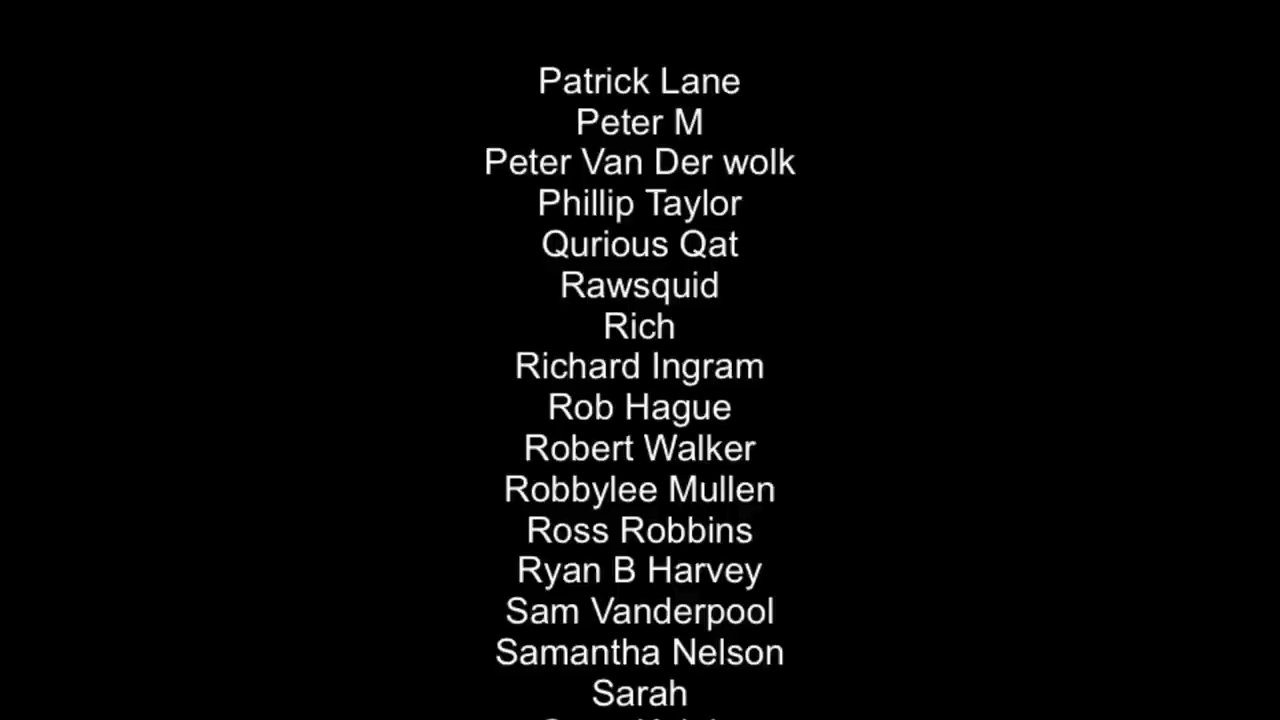 Patrick Lane
Peter M
Peter Van Der wolk
Phillip Taylor
Qurious Qat
Rawsquid
Rich
Richard Ingram
Rob Hague
Robert Walker
Robbylee Mullen
Ross Robbins
Ryan B Harvey
Sam Vanderpool
Samantha Nelson
Sarah